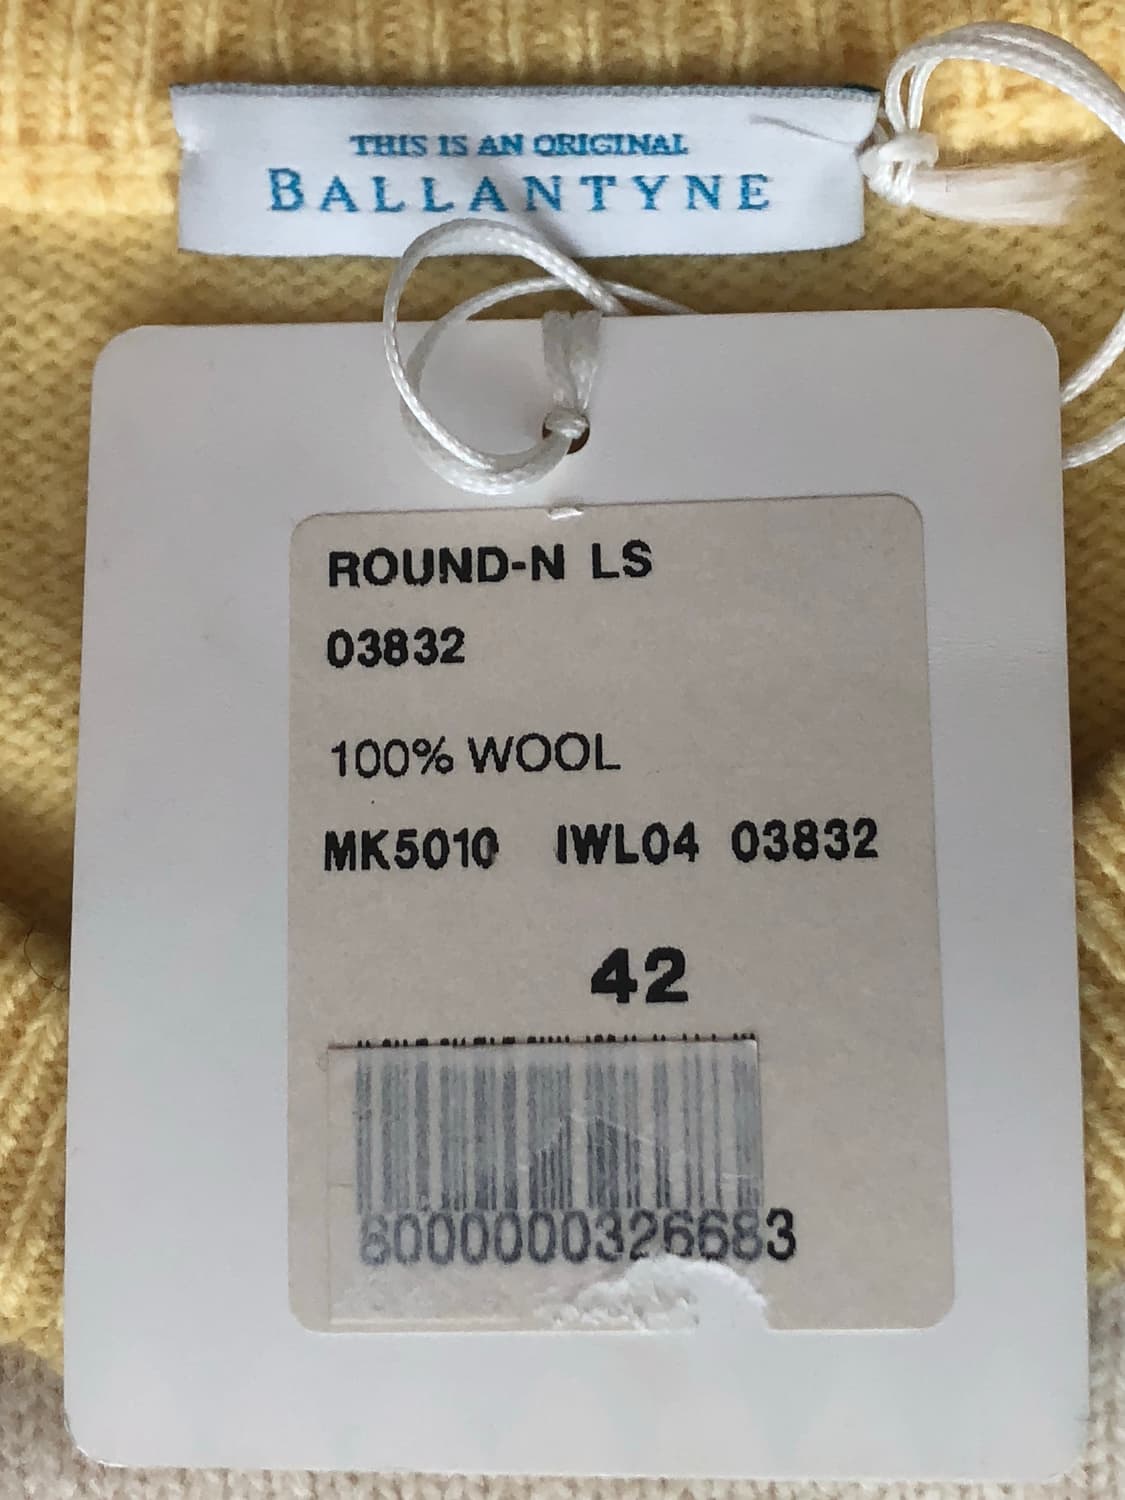 THIS IS AN ORIGINAL
BALLANTYNE
ROUND-N LS
03832
100% WOOL
MK5010 IWL04 03832
42
8000000326683